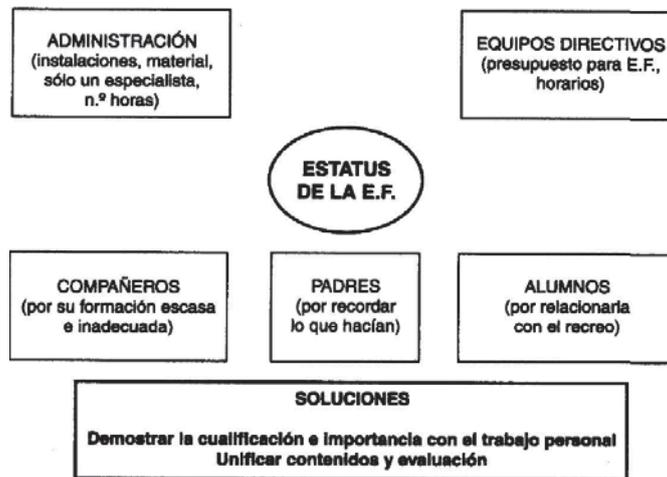 ADMINISTRACIÓN
(instalaciones, material,
sólo un especialista,
n.º horas)
EQUIPOS DIRECTIVOS
(presupuesto para E.F.,
horarios)
ESTATUS
DE LA E.F.
COMPAÑEROS
(por su formación escasa
e inadecuada)
PADRES
(por recordar
lo que hacían)
ALUMNOS
(por relacionarla
con el recreo)
SOLUCIONES
Demostrar la cualificación e importancia con el trabajo personal
Unificar contenidos y evaluación